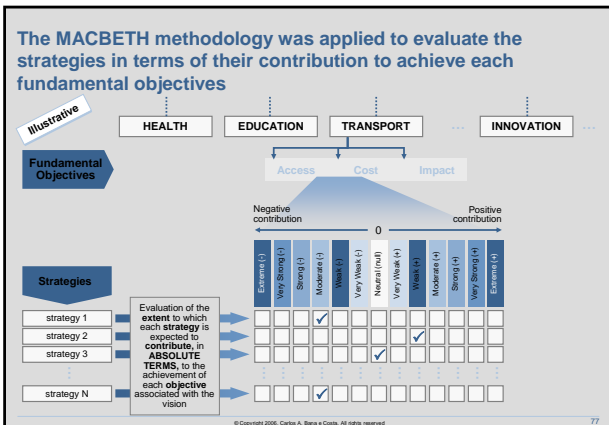 The MACBETH methodology was applied to evaluate the
strategies in terms of their contribution to achieve each
fundamental objectives
Illustrative
HEALTH EDUCATION TRANSPORT ... INNOVATION ...
Fundamental
Objectives
Access Cost Impact
Negative
contribution
0
Positive
contribution
Extreme (-)
Very Strong (-)
Strong (-)
Moderate (-)
Weak (-)
Very Weak (-)
Neutral (null)
Very Weak (+)
Weak (+)
Moderate (+)
Strong (+)
Very Strong (+)
Extreme (+)
Strategies
strategy 1
strategy 2
strategy 3
strategy N
Evaluation of the
extent to which
each strategy is
expected to
contribute, in
ABSOLUTE
TERMS, to the
achievement of
each objective
associated with the
vision
© Copyright 2006, Carlos A. Bana e Costa. All rights reserved
77